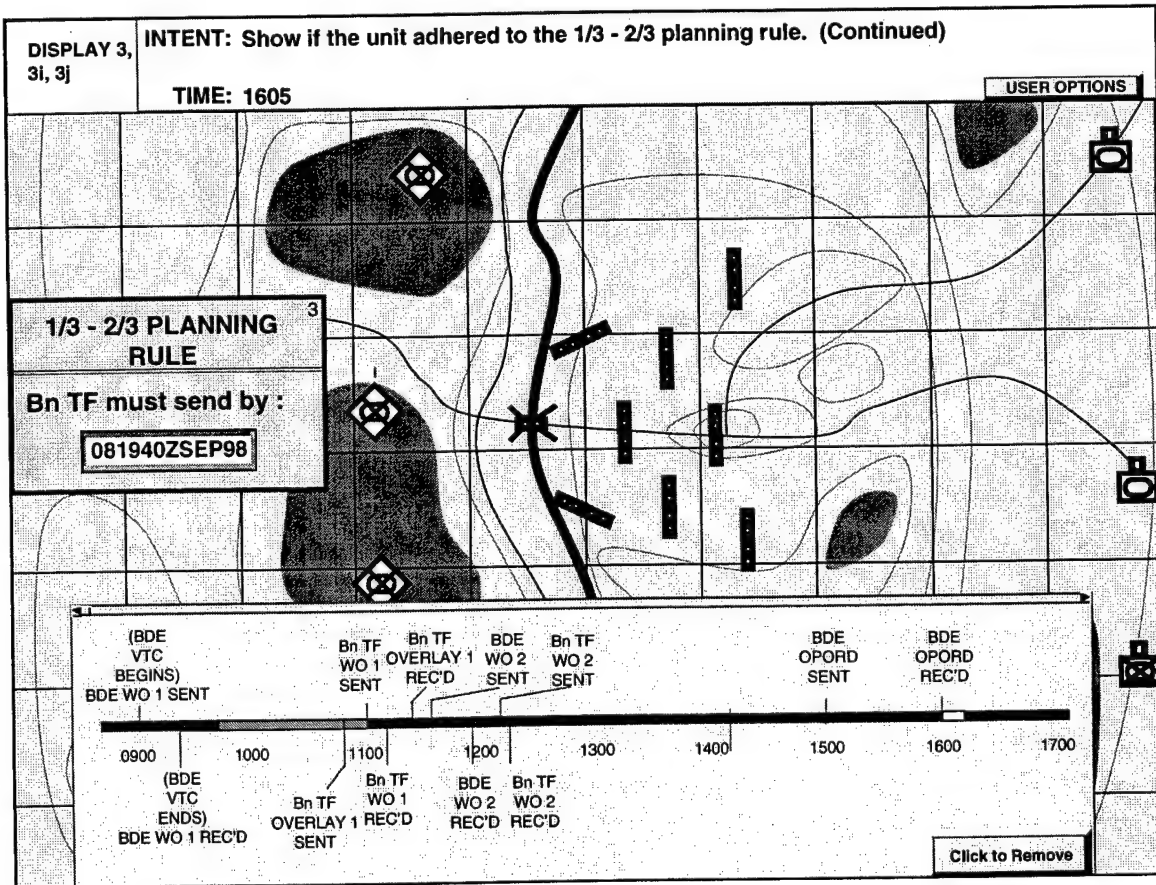 DISPLAY 3,
3i, 3j
INTENT: Show if the unit adhered to the 1/3 - 2/3 planning rule. (Continued)
TIME: 1605
USER OPTIONS
3
1/3 - 2/3 PLANNING
RULE
Bn TF must send by :
081940ZSEP98
(BDE
VTC
BEGINS)
BDE WO 1 SENT
Bn TF
WO 1
SENT
Bn TF
OVERLAY 1
REC'D
BDE
WO 2
SENT
Bn TF
WO 2
SENT
BDE
OPORD
SENT
BDE
OPORD
REC'D
0900 1000 1100 1200 1300 1400 1500 1600 1700
(BDE
VTC
ENDS)
BDE WO 1 REC'D
Bn TF
OVERLAY 1
SENT
Bn TF
WO 1
REC'D
BDE
WO 2
REC'D
Bn TF
WO 2
REC'D
Click to Remove